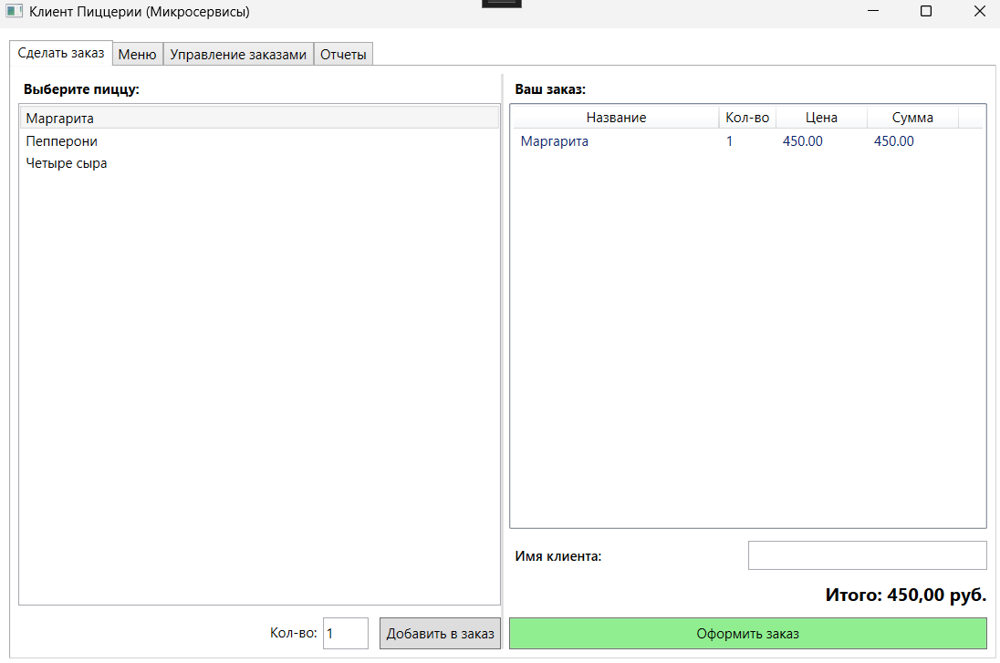 Клиент Пиццерии (Микросервисы)
Сделать заказ Меню Управление заказами Отчеты
Выберите пиццу:
Маргарита
Пепперони
Четыре сыра
Кол-во: 1 Добавить в заказ
Ваш заказ:
Название Кол-во Цена Сумма
Маргарита 1 450.00 450.00
Имя клиента:
Итого: 450,00 руб.
Оформить заказ